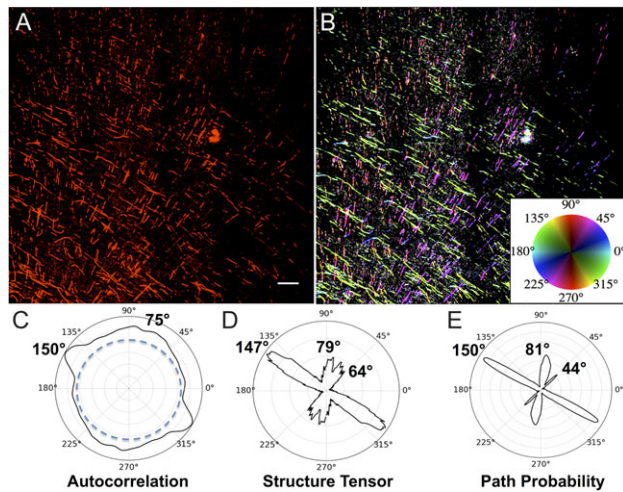 A
B
90°
135° 45°
180° 0°
225° 315°
270°
C
90°
75°
135° 45°
150°
180° 0°
225° 315°
270°
Autocorrelation
D
90°
135° 45°
147° 79° 64°
180° 0°
225° 315°
270°
Structure Tensor
E
90°
135° 45°
150° 81° 44°
180° 0°
225° 315°
270°
Path Probability